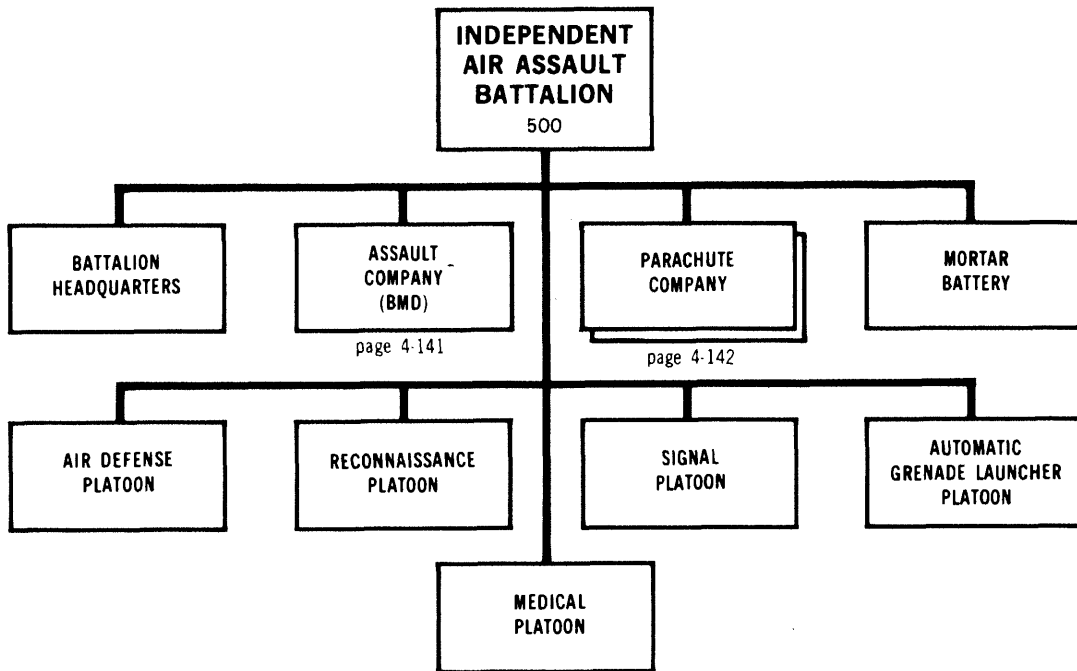 INDEPENDENT
AIR ASSAULT
BATTALION
500
BATTALION
HEADQUARTERS
ASSAULT
COMPANY
(BMD)
page 4-141
PARACHUTE
COMPANY
page 4-142
MORTAR
BATTERY
AIR DEFENSE
PLATOON
RECONNAISSANCE
PLATOON
SIGNAL
PLATOON
AUTOMATIC
GRENADE LAUNCHER
PLATOON
MEDICAL
PLATOON